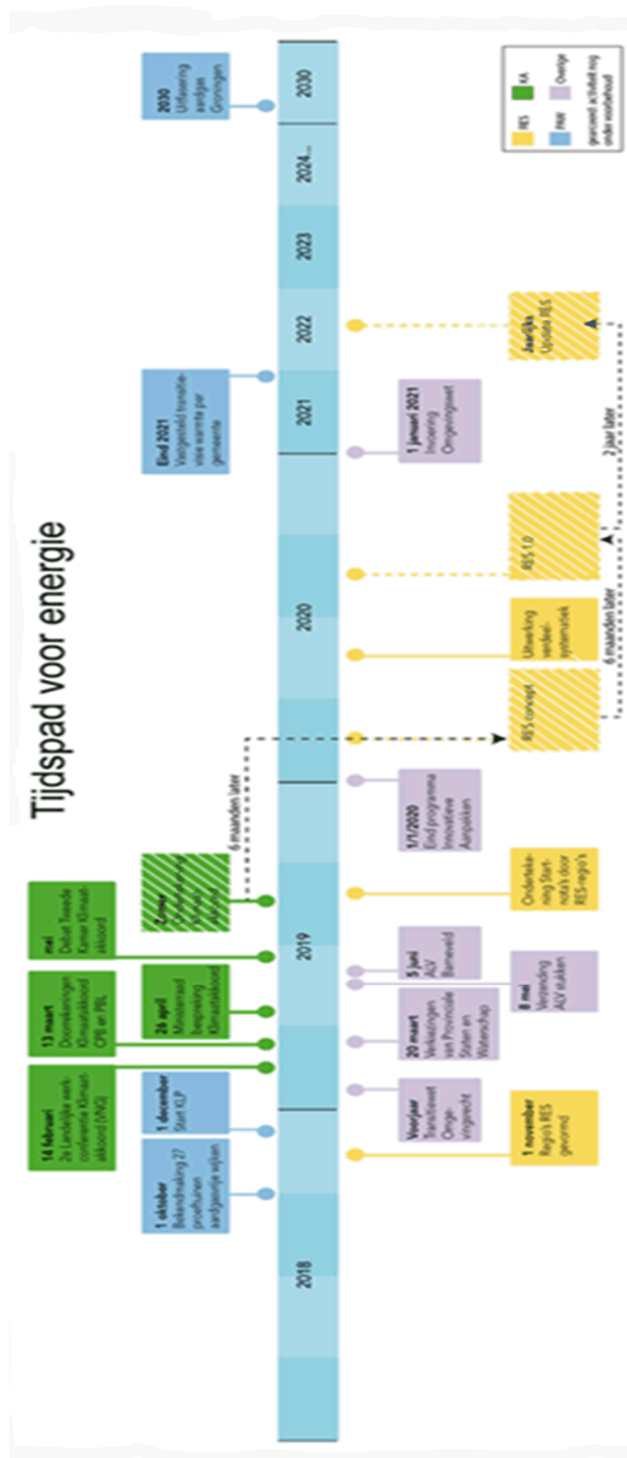 Tijdspad voor energie
14 februari
2e Landelijke werk-
conferentie Klimaat-
akkoord (VNG)
13 maart
Doorrekeningen
Klimaatakkoord
CPB en PBL
mei
Debat Tweede
Kamer Klimaat-
akkoord
1 oktober
Bekendmaking 27
proeftuinen
aardgasvrije wijken
1 december
Start KLP
26 april
Ministerraad
bespreking
Klimaatakkoord
Zomer
Ondertekening
Klimaat-
akkoord
6 maanden later
Eind 2021
Vastgesteld transitie-
visie warmte per
gemeente
2030
Uitfasering
aardgas
Groningen
2018
2019
2020
2021
2022
2023
2024...
2030
Voorjaar
Transitiewet
Omge-
vingsrecht
20 maart
Verkiezingen
van Provinciale
Staten en
Waterschap
5 juni
ALV
Barneveld
1/1/2020
Eind programma
Innovatieve
Aanpakken
1 januari 2021
Invoering
Omgevingswet
1 november
Regio's RES
gevormd
8 mei
Verzending
ALV stukken
Onderteke-
ning Start-
nota's door
RES-regio's
RES concept
Uitwerking
verdeel-
systematiek
RES 1.0
Jaarlijks
Update RES
6 maanden later
2 jaar later
RES
KA
PAW
Overige
gearceerd activiteit nog
onder voorbehoud